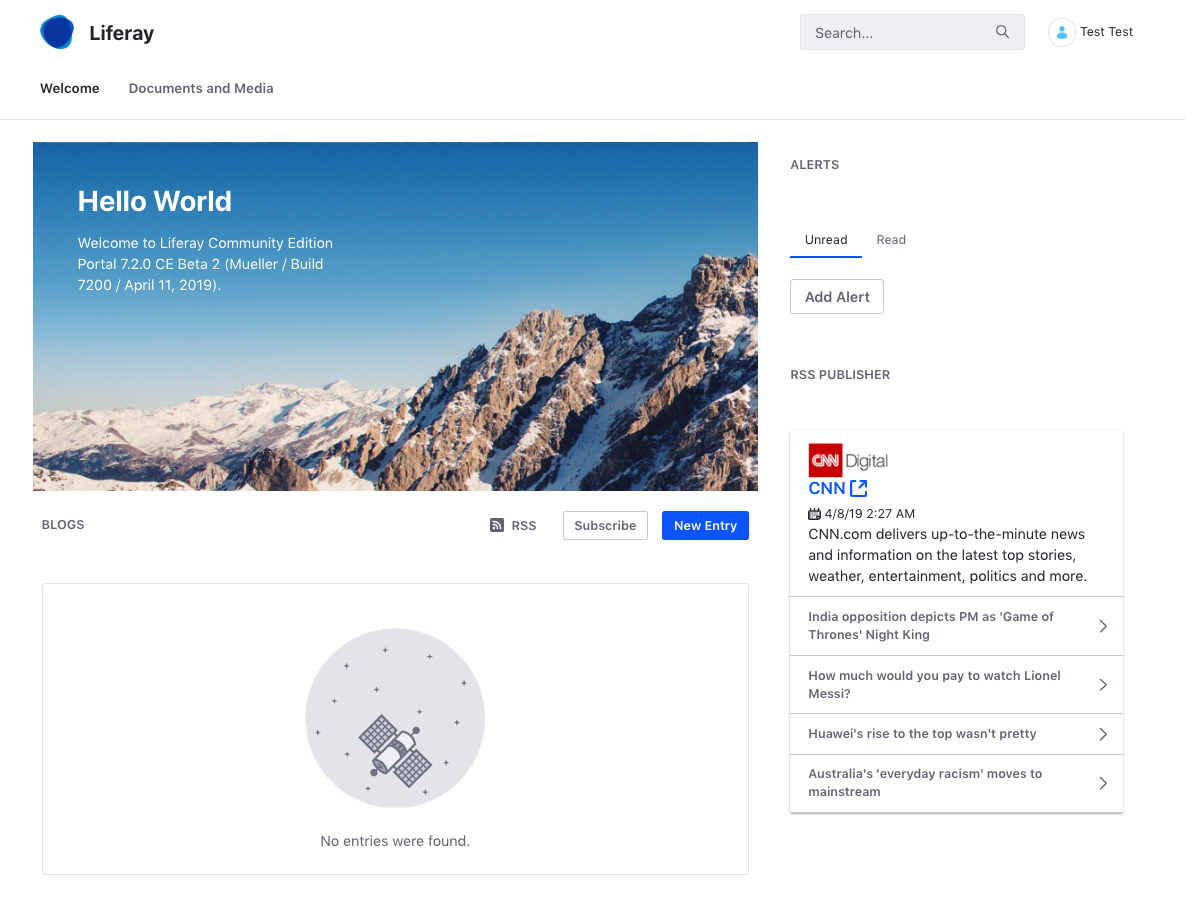 Liferay
Search...
Test Test
Welcome
Documents and Media
Hello World
Welcome to Liferay Community Edition
Portal 7.2.0 CE Beta 2 (Mueller / Build
7200 / April 11, 2019).
BLOGS
RSS
Subscribe
New Entry
No entries were found.
ALERTS
Unread
Read
Add Alert
RSS PUBLISHER
CNN Digital
CNN
4/8/19 2:27 AM
CNN.com delivers up-to-the-minute news
and information on the latest top stories,
weather, entertainment, politics and more.
India opposition depicts PM as 'Game of
Thrones' Night King
How much would you pay to watch Lionel
Messi?
Huawei's rise to the top wasn't pretty
Australia's 'everyday racism' moves to
mainstream